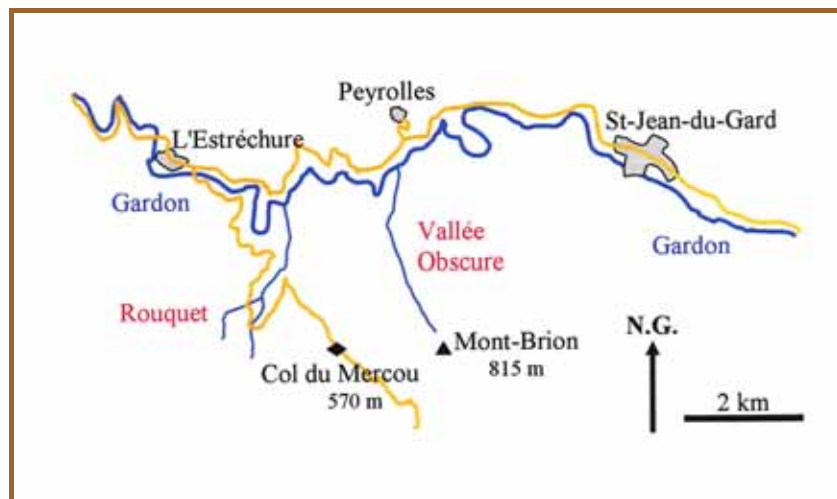 Peyrolles
St-Jean-du-Gard
L'Estréchure
Gardon
Vallée
Obscure
Gardon
Rouquet
N.G.
Mont-Brion
815 m
Col du Mercou
570 m
2 km